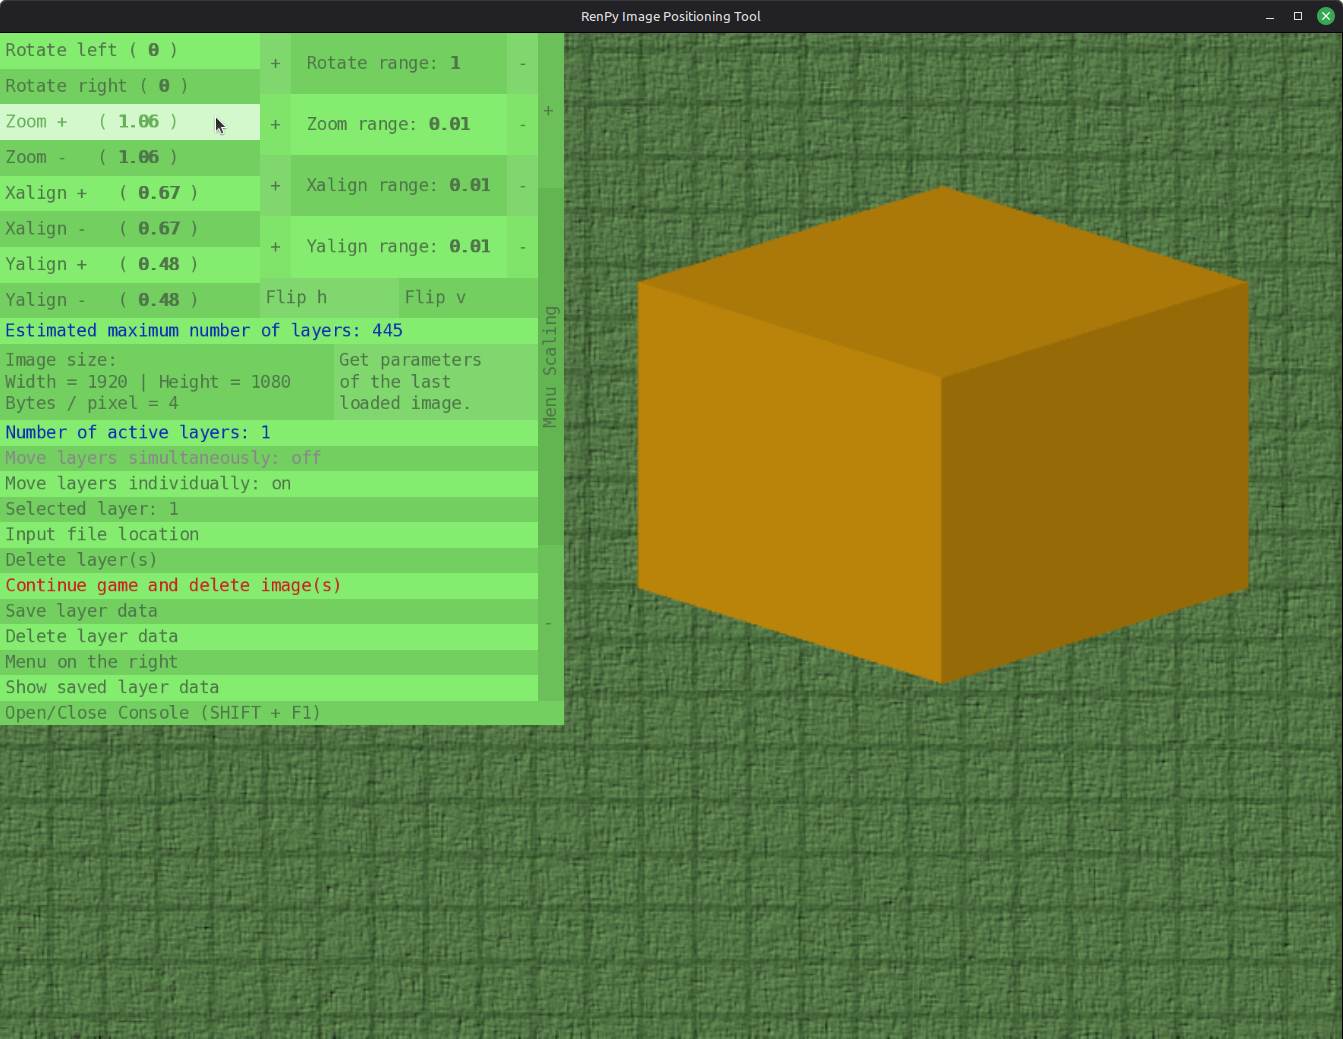 RenPy Image Positioning Tool
Rotate left ( 0 )
Rotate right ( 0 )
Zoom + ( 1.06 )
Zoom - ( 1.06 )
Xalign + ( 0.67 )
Xalign - ( 0.67 )
Yalign + ( 0.48 )
Yalign - ( 0.48 )
+ Rotate range: 1 -
+ Zoom range: 0.01 -
+ Xalign range: 0.01 -
+ Yalign range: 0.01 -
Flip h Flip v
Estimated maximum number of layers: 445
Image size:
Width = 1920 | Height = 1080
Bytes / pixel = 4
Get parameters
of the last
loaded image.
Number of active layers: 1
Move layers simultaneously: off
Move layers individually: on
Selected layer: 1
Input file location
Delete layer(s)
Continue game and delete image(s)
Save layer data
Delete layer data
Menu on the right
Show saved layer data
Open/Close Console (SHIFT + F1)
+
Menu Scaling
-